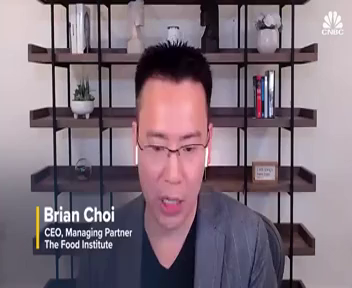 CNBC
Brian Choi
CEO, Managing Partner
The Food Institute